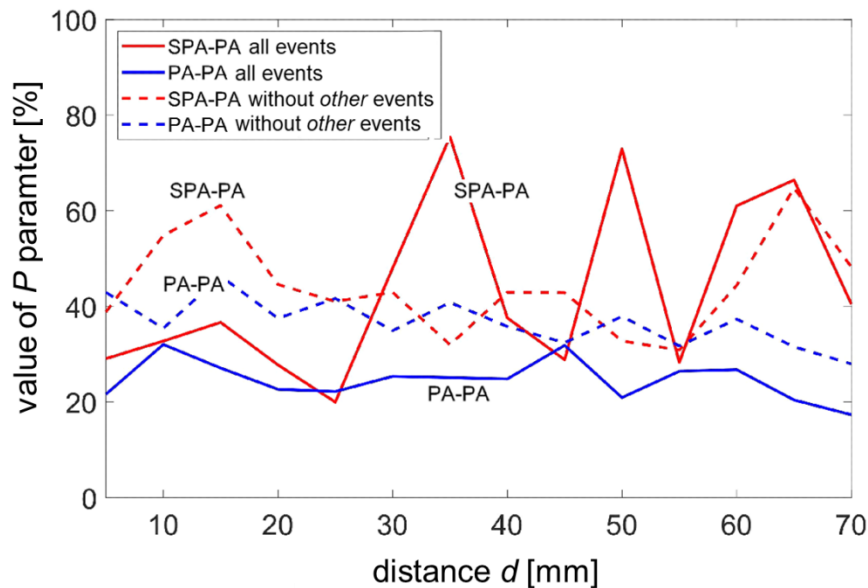 value of P paramter [%]
100
80
60
40
20
0
SPA-PA all events
PA-PA all events
SPA-PA without other events
PA-PA without other events
SPA-PA
SPA-PA
PA-PA
PA-PA
10
20
30
40
50
60
70
distance d [mm]